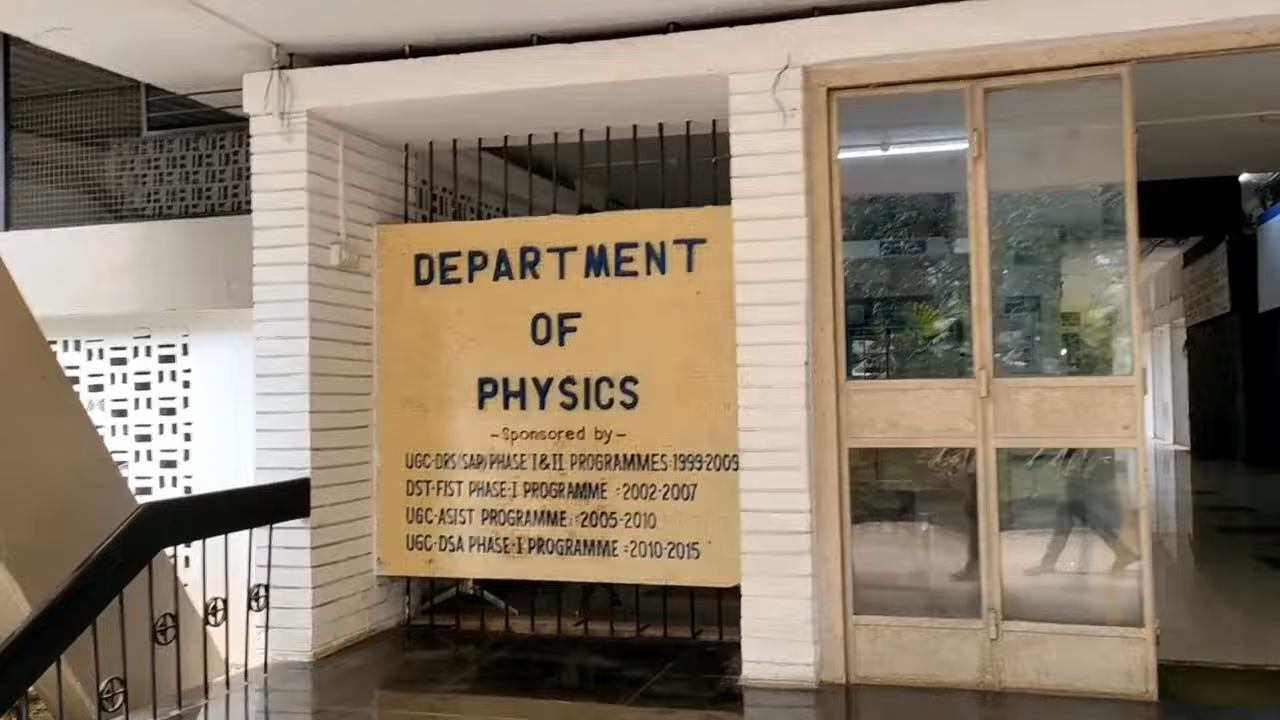 DEPARTMENT
OF
PHYSICS
-Sponsored by-
UGC-DRS(SAP) PHASE I & II PROGRAMMES:1999-2009
DST-FIST PHASE-I PROGRAMME :2002-2007
UGC-ASIST PROGRAMME :2005-2010
UGC-DSA PHASE-I PROGRAMME :2010-2015